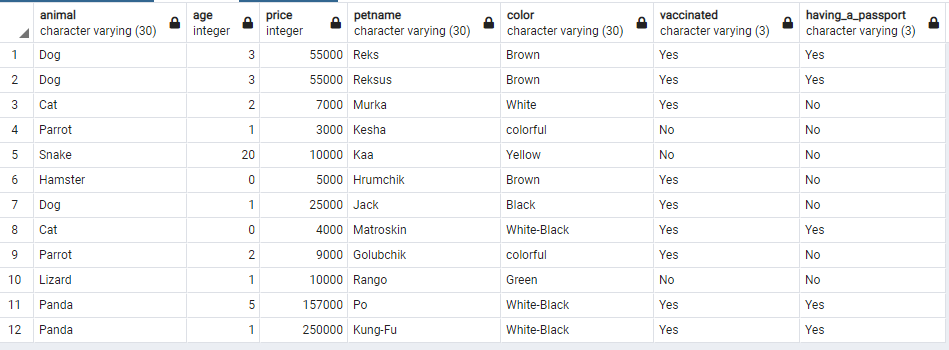 animal age price petname color vaccinated having_a_passport
character varying (30) integer integer character varying (30) character varying (30) character varying (3) character varying (3)
1 Dog 3 55000 Reks Brown Yes Yes
2 Dog 3 55000 Reksus Brown Yes Yes
3 Cat 2 7000 Murka White Yes No
4 Parrot 1 3000 Kesha colorful No No
5 Snake 20 10000 Kaa Yellow No No
6 Hamster 0 5000 Hrumchik Brown Yes No
7 Dog 1 25000 Jack Black Yes No
8 Cat 0 4000 Matroskin White-Black Yes Yes
9 Parrot 2 9000 Golubchik colorful Yes No
10 Lizard 1 10000 Rango Green No No
11 Panda 5 157000 Po White-Black Yes Yes
12 Panda 1 250000 Kung-Fu White-Black Yes Yes